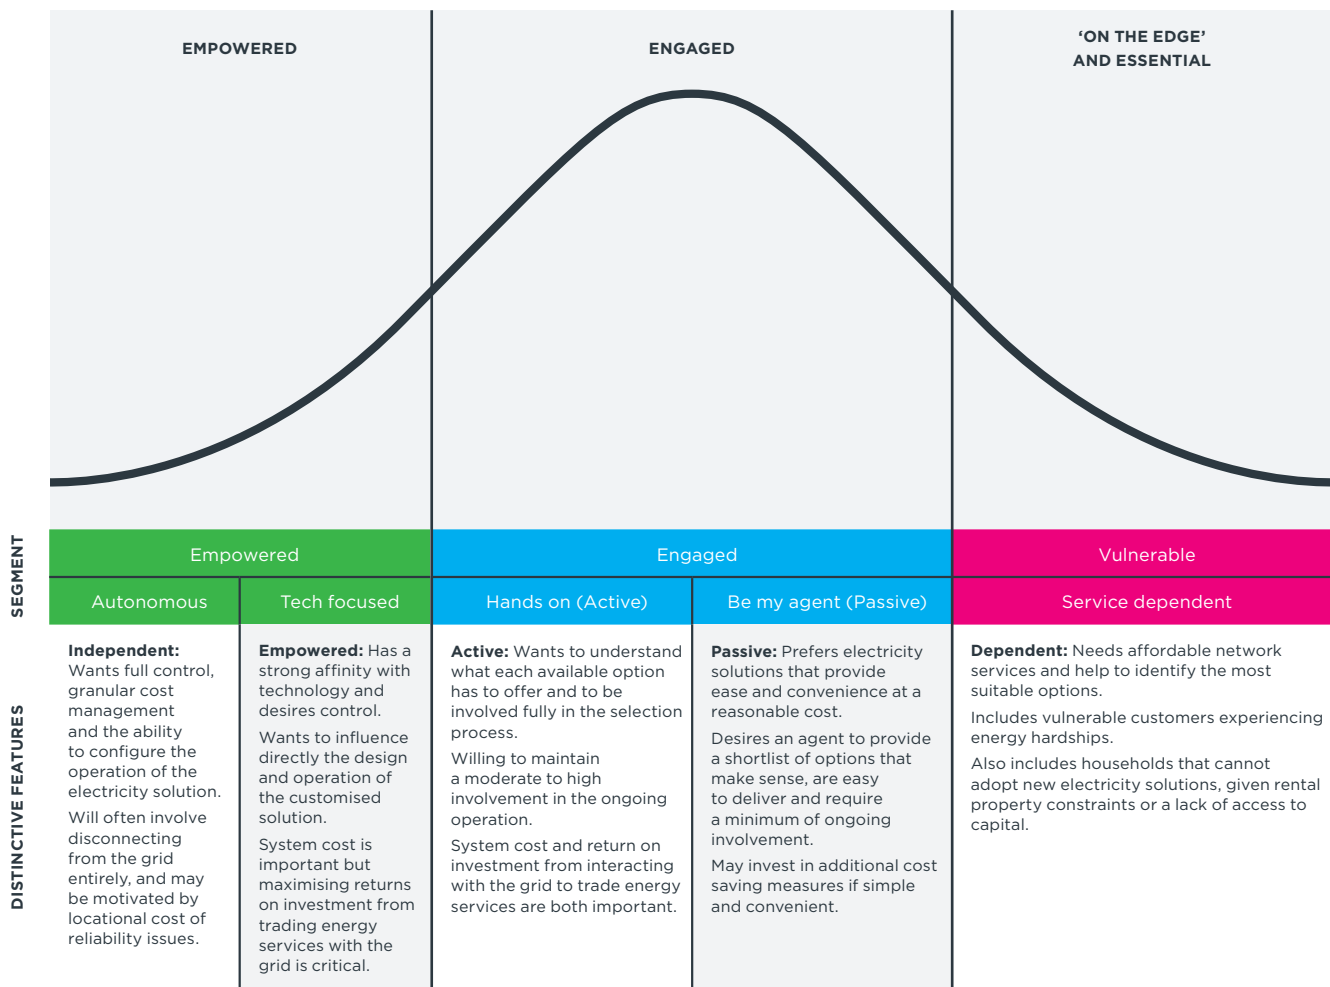 EMPOWERED
ENGAGED
‘ON THE EDGE’
AND ESSENTIAL
SEGMENT
Empowered
Engaged
Vulnerable
Autonomous
Tech focused
Hands on (Active)
Be my agent (Passive)
Service dependent
DISTINCTIVE FEATURES
Independent:
Wants full control,
granular cost
management
and the ability
to configure the
operation of the
electricity solution.
Will often involve
disconnecting
from the grid
entirely, and may
be motivated by
locational cost of
reliability issues.
Empowered: Has a
strong affinity with
technology and
desires control.
Wants to influence
directly the design
and operation of
the customised
solution.
System cost is
important but
maximising returns
on investment from
trading energy
services with the
grid is critical.
Active: Wants to understand
what each available option
has to offer and to be
involved fully in the selection
process.
Willing to maintain
a moderate to high
involvement in the ongoing
operation.
System cost and return on
investment from interacting
with the grid to trade energy
services are both important.
Passive: Prefers electricity
solutions that provide
ease and convenience at a
reasonable cost.
Desires an agent to provide
a shortlist of options that
make sense, are easy
to deliver and require
a minimum of ongoing
involvement.
May invest in additional cost
saving measures if simple
and convenient.
Dependent: Needs affordable network
services and help to identify the most
suitable options.
Includes vulnerable customers experiencing
energy hardships.
Also includes households that cannot
adopt new electricity solutions, given rental
property constraints or a lack of access to
capital.